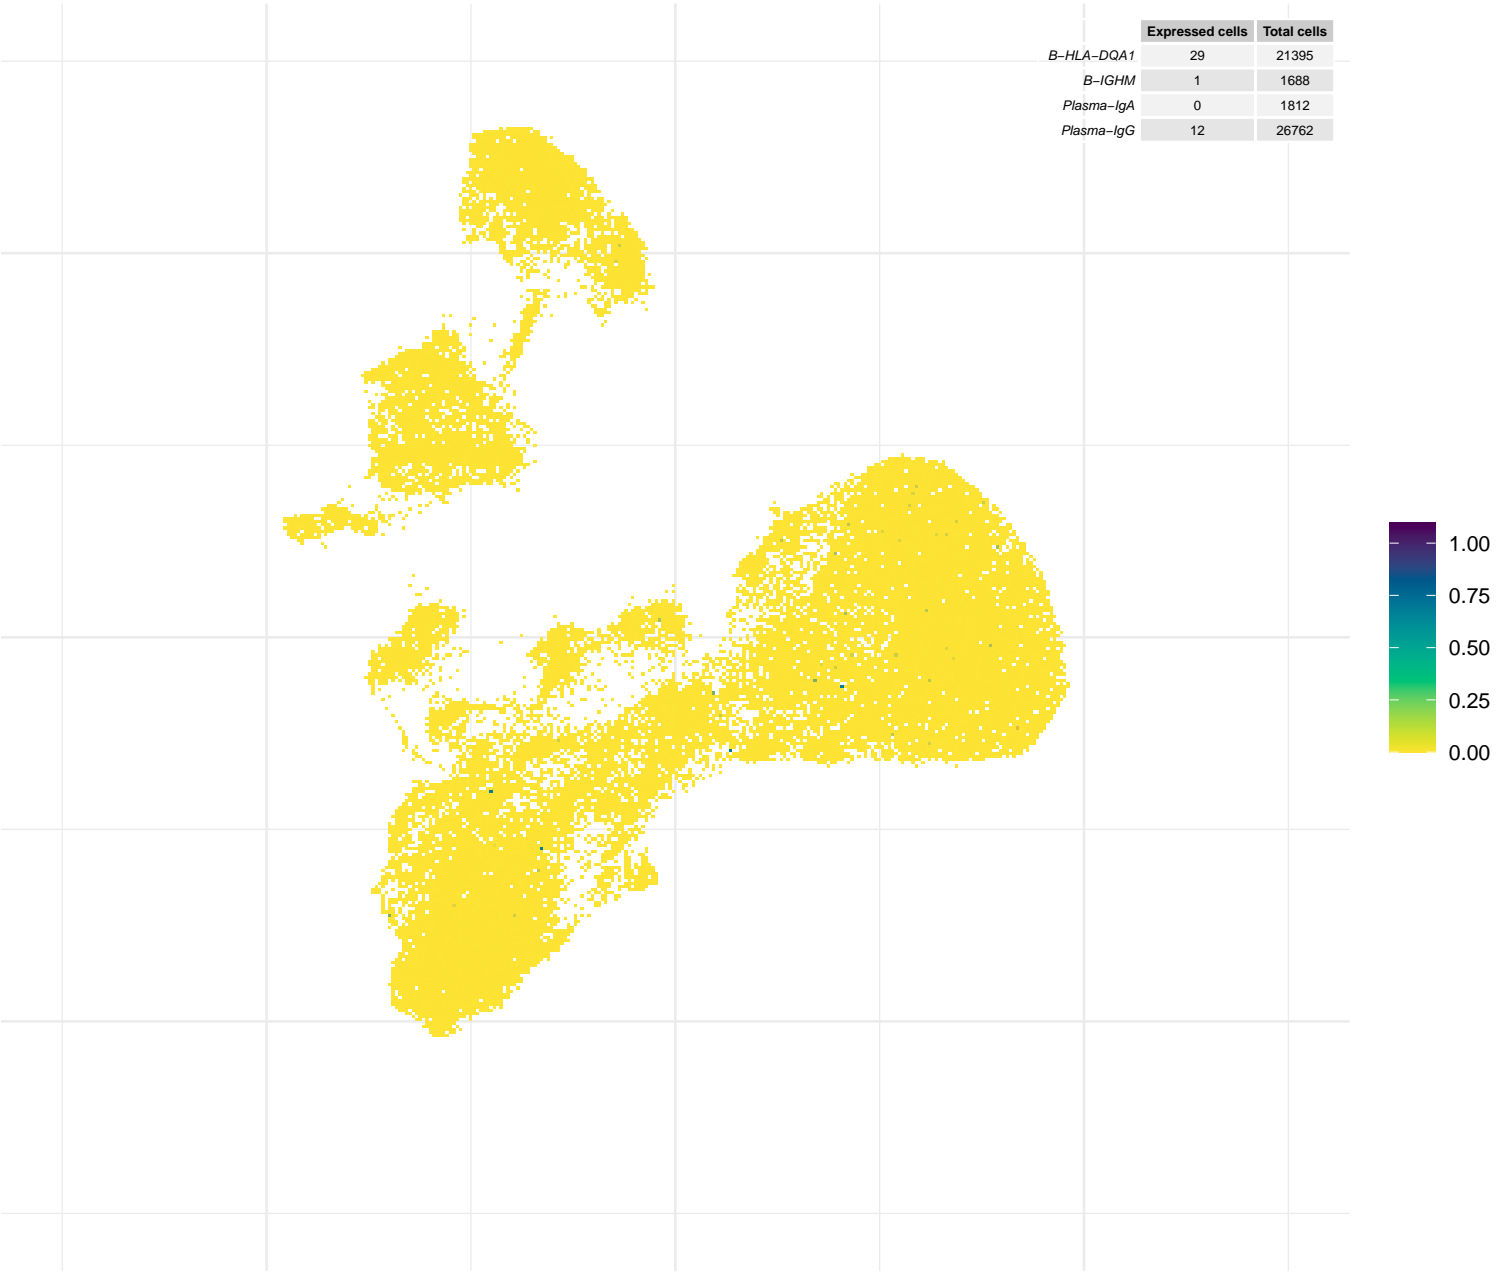 Expressed cells Total cells
B−HLA−DQA1 29 21395
B−IGHM 1 1688
Plasma−IgA 0 1812
Plasma−IgG 12 26762
1.00
0.75
0.50
0.25
0.00